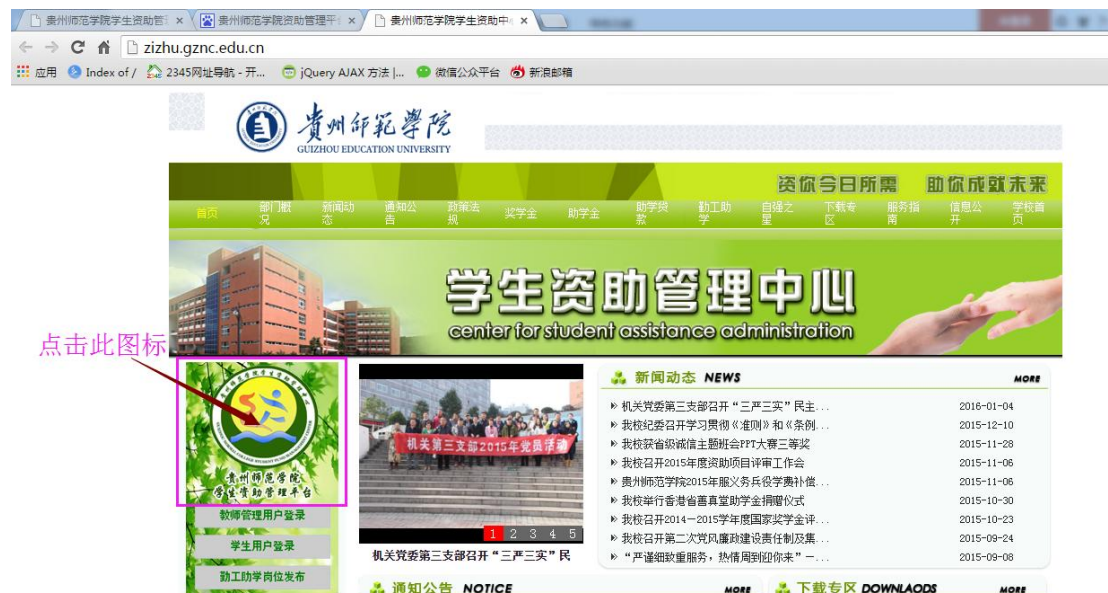 贵州师范学院学生资助管理
贵州师范学院资助管理平台
贵州师范学院学生资助中心
zizhu.gznc.edu.cn
应用 Index of / 2345网址导航 - 开... jQuery AJAX 方法 |... 微信公众平台 新浪邮箱
貴州師範學院
GUIZHOU EDUCATION UNIVERSITY
资你今日所需 助你成就未来
首页 部门概况 新闻动态 通知公告 政策法规 奖学金 助学金 助学贷款 勤工助学 自强之星 下载专区 服务指南 信息公开 学校首页
学生资助管理中心
center for student assistance administration
点击此图标
贵州师范学院
学生资助管理平台
教师管理用户登录
学生用户登录
勤工助学岗位发布
机关第三支部2015年党员活动
1 2 3 4 5
机关党委第三支部召开“三严三实”民
新闻动态 NEWS MORE
机关党委第三支部召开“三严三实”民主... 2016-01-04
我校纪委召开学习贯彻《准则》和《条例... 2015-12-10
我校获省级诚信主题班会PPT大赛三等奖 2015-11-28
我校召开2015年度资助项目评审工作会 2015-11-06
贵州师范学院2015年服义务兵役学费补偿... 2015-11-06
我校举行香港省善真堂助学金捐赠仪式 2015-10-30
我校召开2014—2015学年度国家奖学金评... 2015-10-23
我校召开第二次党风廉政建设责任制及集... 2015-09-24
“严谨细致重服务，热情周到迎你来”—... 2015-09-08
通知公告 NOTICE MORE
下载专区 DOWNLAODS MORE